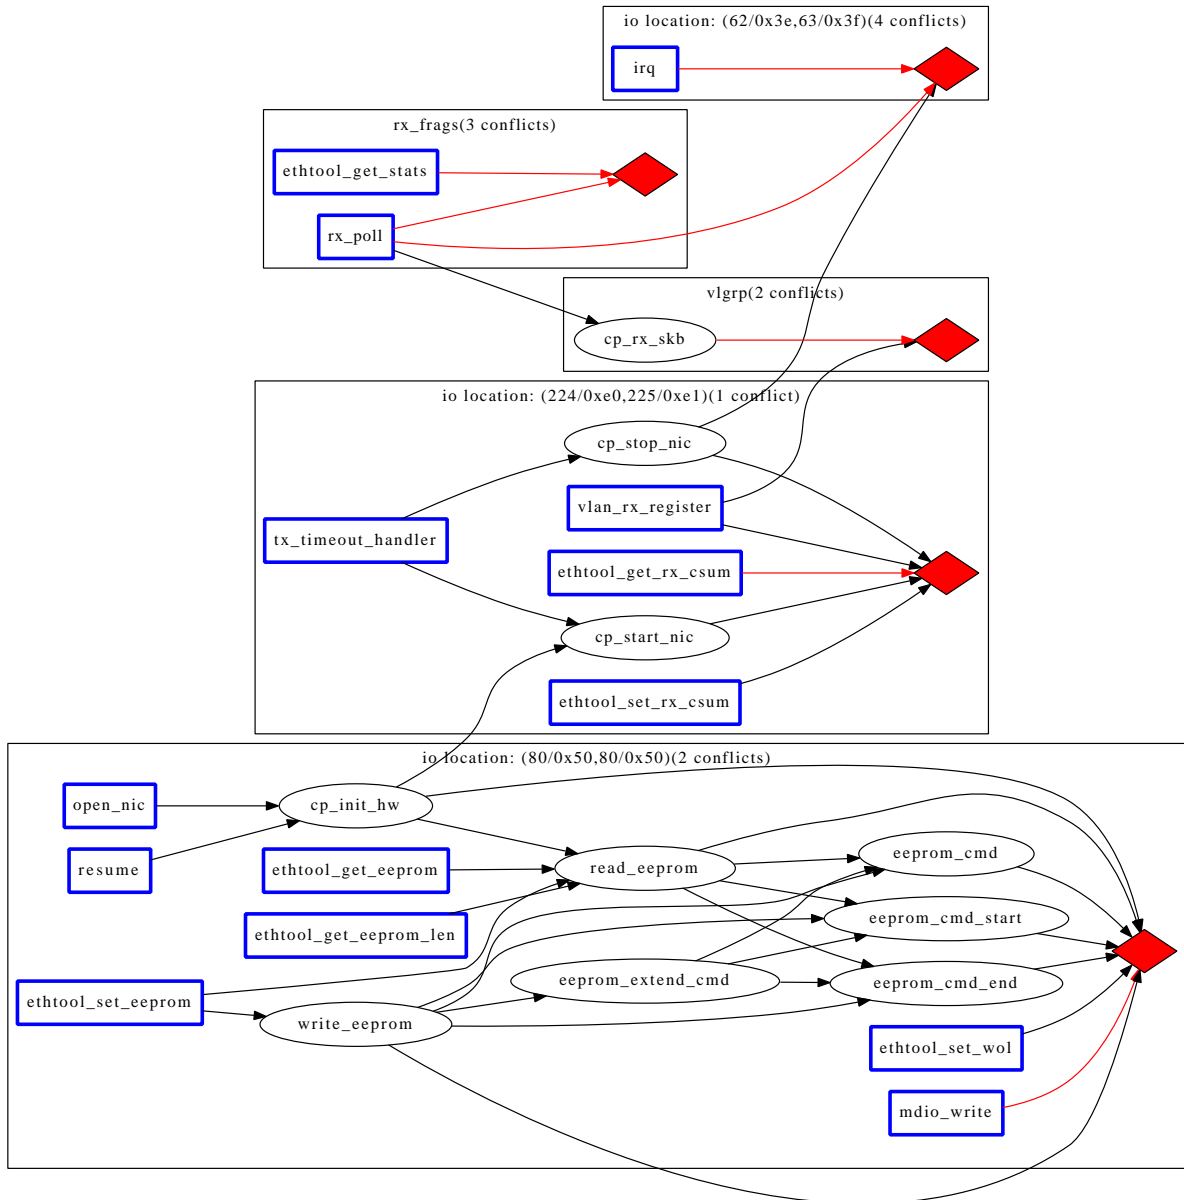 io location: (62/0x3e,63/0x3f)(4 conflicts)
irq
rx_frags(3 conflicts)
ethtool_get_stats
rx_poll
vlgrp(2 conflicts)
cp_rx_skb
io location: (224/0xe0,225/0xe1)(1 conflict)
cp_stop_nic
vlan_rx_register
tx_timeout_handler
ethtool_get_rx_csum
cp_start_nic
ethtool_set_rx_csum
io location: (80/0x50,80/0x50)(2 conflicts)
open_nic
cp_init_hw
resume
ethtool_get_eeprom
read_eeprom
eeprom_cmd
ethtool_get_eeprom_len
eeprom_cmd_start
ethtool_set_eeprom
eeprom_extend_cmd
eeprom_cmd_end
write_eeprom
ethtool_set_wol
mdio_write